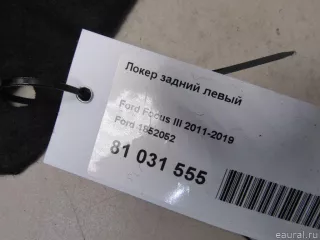 Локер задний левый
Ford Focus III 2011-2019
Ford 1852052
81 031 555
eaural.ru